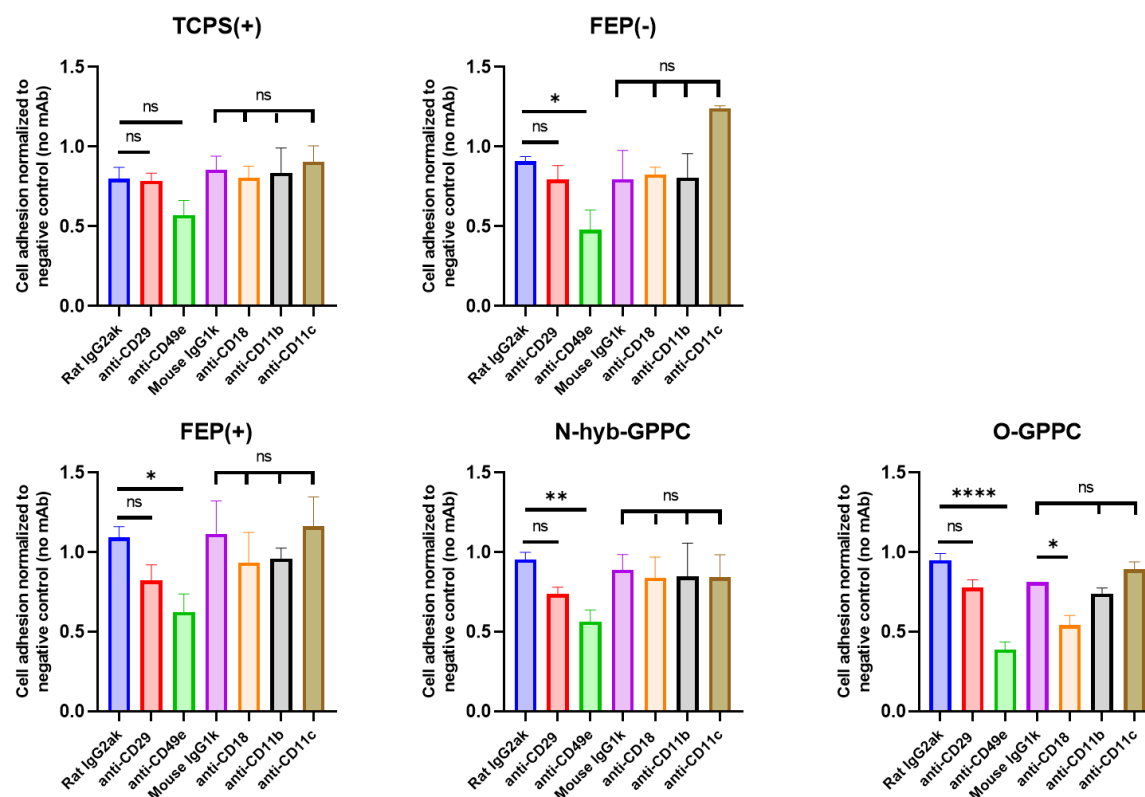 TCPS(+)
Cell adhesion normalized to
negative control (no mAb)
1.5
1.0
0.5
0.0
ns
ns
ns
Rat IgG2ak
anti-CD29
anti-CD49e
Mouse IgG1k
anti-CD18
anti-CD11b
anti-CD11c
FEP(-)
Cell adhesion normalized to
negative control (no mAb)
1.5
1.0
0.5
0.0
ns
*
ns
Rat IgG2ak
anti-CD29
anti-CD49e
Mouse IgG1k
anti-CD18
anti-CD11b
anti-CD11c
FEP(+)
Cell adhesion normalized to
negative control (no mAb)
1.5
1.0
0.5
0.0
ns
*
ns
Rat IgG2ak
anti-CD29
anti-CD49e
Mouse IgG1k
anti-CD18
anti-CD11b
anti-CD11c
N-hyb-GPPC
Cell adhesion normalized to
negative control (no mAb)
1.5
1.0
0.5
0.0
ns
**
ns
Rat IgG2ak
anti-CD29
anti-CD49e
Mouse IgG1k
anti-CD18
anti-CD11b
anti-CD11c
O-GPPC
Cell adhesion normalized to
negative control (no mAb)
1.5
1.0
0.5
0.0
ns
****
ns
*
Rat IgG2ak
anti-CD29
anti-CD49e
Mouse IgG1k
anti-CD18
anti-CD11b
anti-CD11c